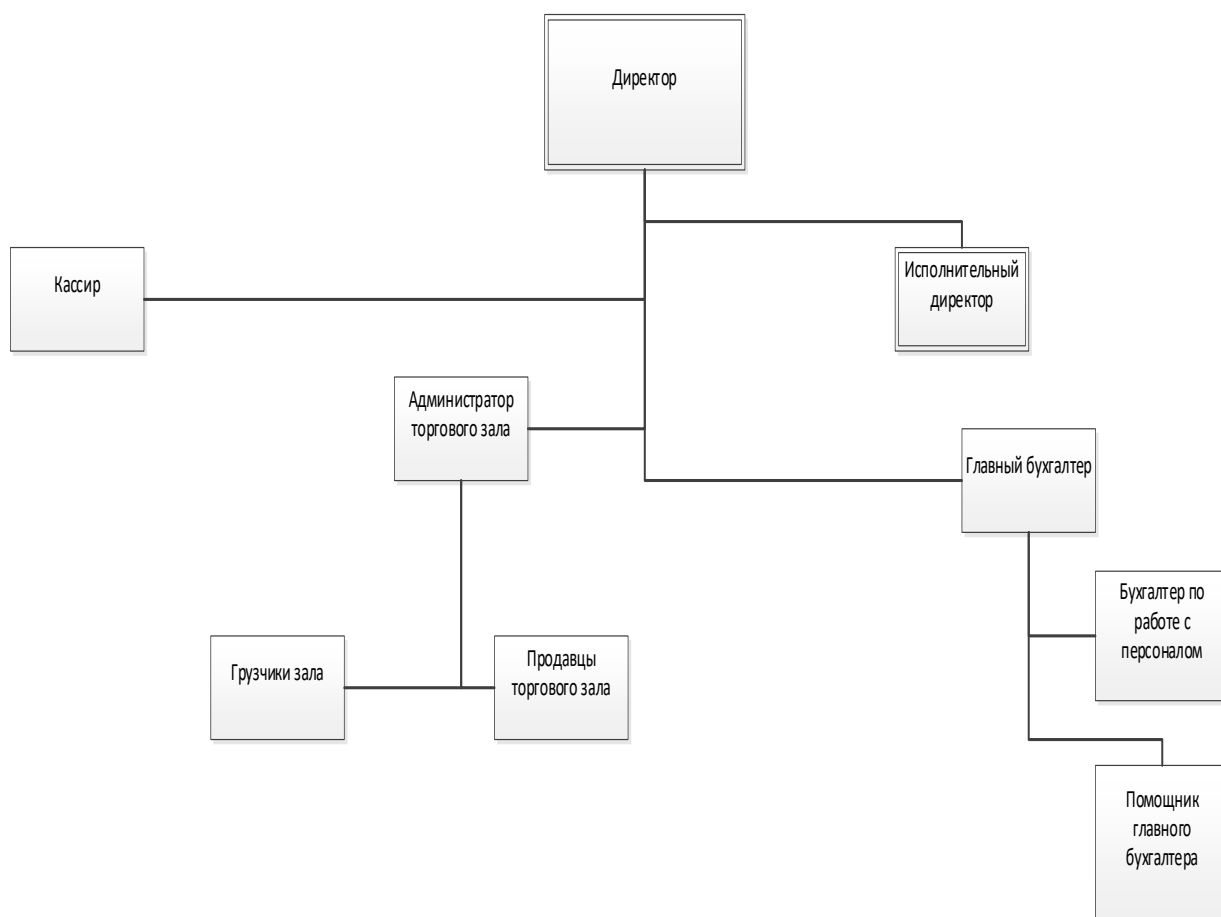 Директор
Кассир
Исполнительный
директор
Администратор
торгового зала
Главный бухгалтер
Бухгалтер по
работе с
персоналом
Грузчики зала
Продавцы
торгового зала
Помощник
главного
бухгалтера